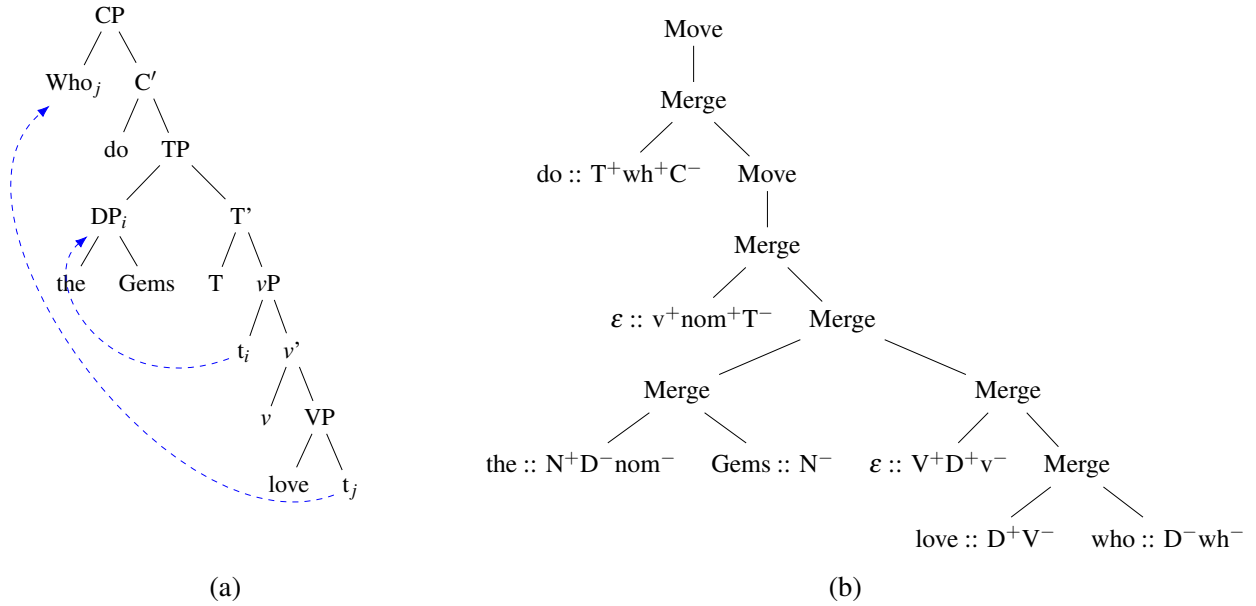 CP
Who_j C′
do TP
DP_i T'
the Gems T vP
t_i v'
v VP
love t_j
(a)
Move
Merge
do :: T⁺wh⁺C⁻ Move
Merge
ε :: v⁺nom⁺T⁻ Merge
Merge Merge
the :: N⁺D⁻nom⁻ Gems :: N⁻ ε :: V⁺D⁺v⁻ Merge
love :: D⁺V⁻ who :: D⁻wh⁻
(b)